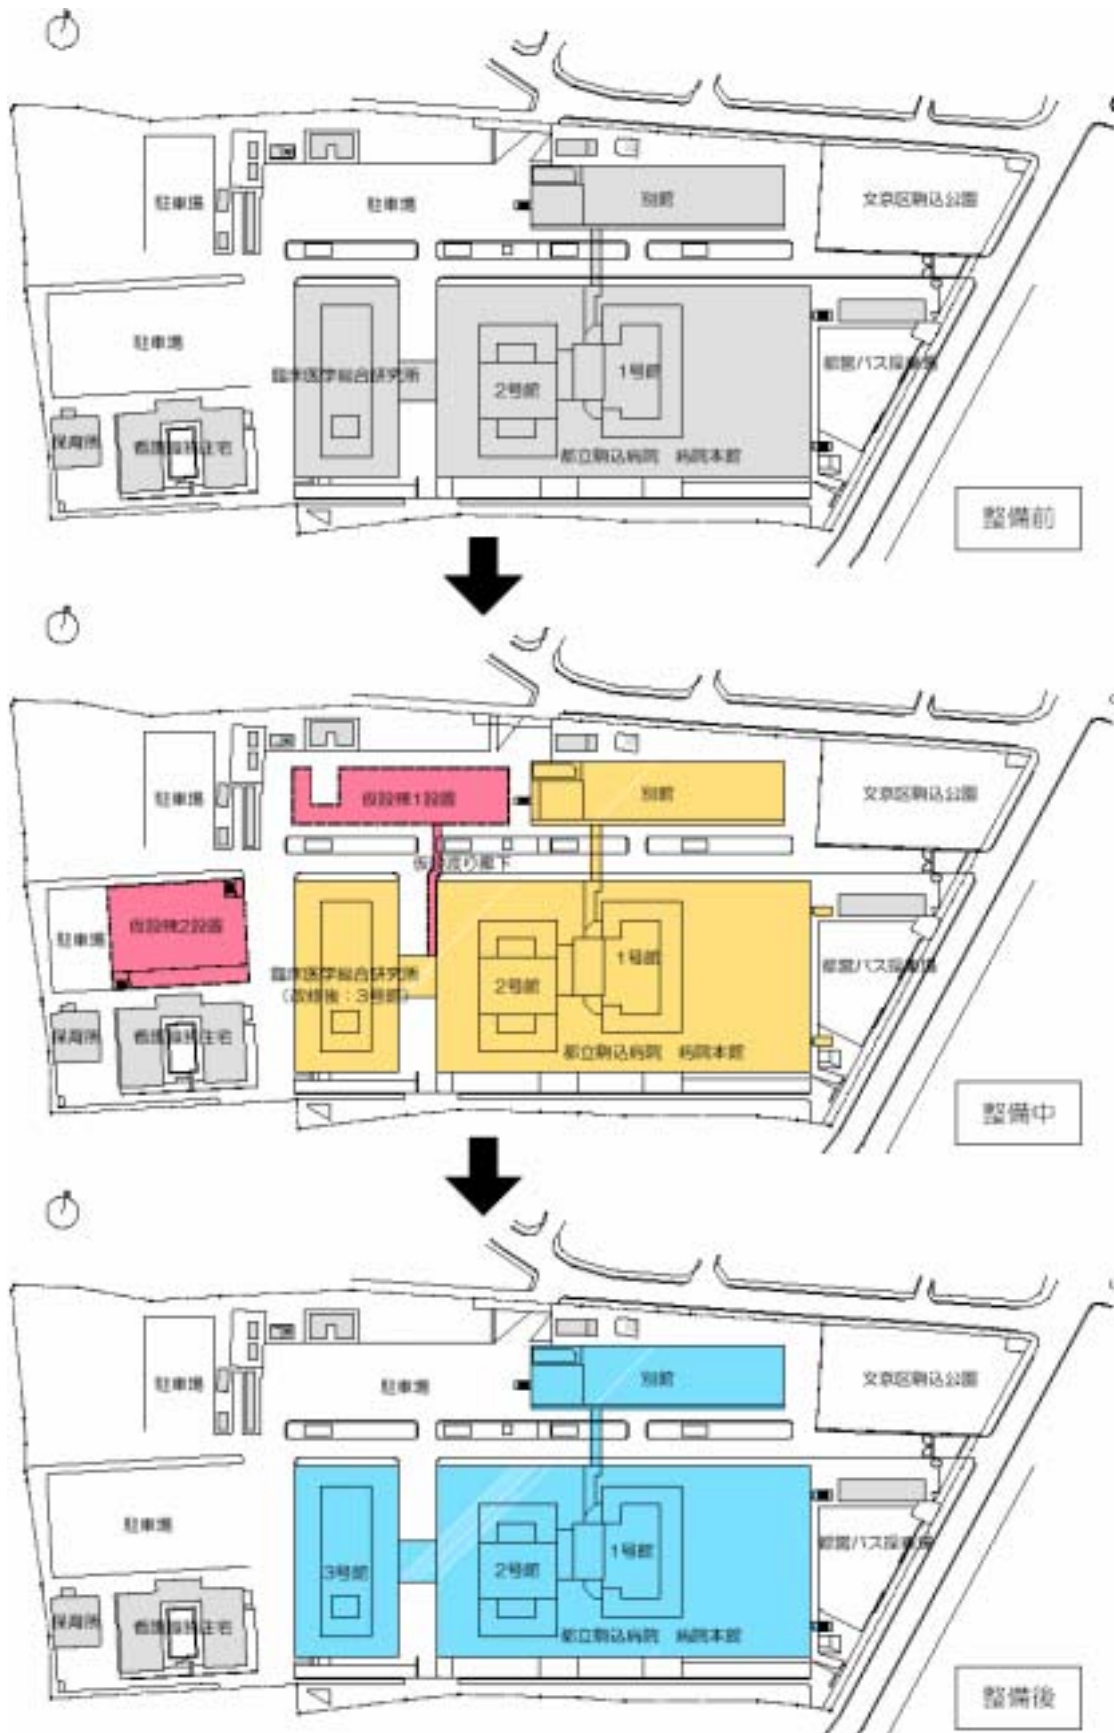 駐車場
駐車場
別館
文京区駒込公園
駐車場
臨床医学総合研究所
2号館
1号館
都営バス操車場
保育所
看護職員住宅
都立駒込病院 病院本館
整備前
駐車場
仮設棟1設置
別館
文京区駒込公園
仮設渡り廊下
駐車場
仮設棟2設置
臨床医学総合研究所
(改修後:3号館)
2号館
1号館
都営バス操車場
保育所
看護職員住宅
都立駒込病院 病院本館
整備中
駐車場
駐車場
別館
文京区駒込公園
駐車場
3号館
2号館
1号館
都営バス操車場
保育所
看護職員住宅
都立駒込病院 病院本館
整備後